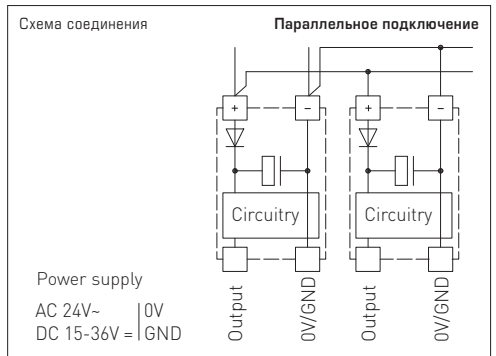 Схема соединения
Параллельное подключение
+ − + −
Circuitry Circuitry
Power supply
AC 24V~ | 0V
DC 15-36V = | GND
Output
0V/GND
Output
0V/GND